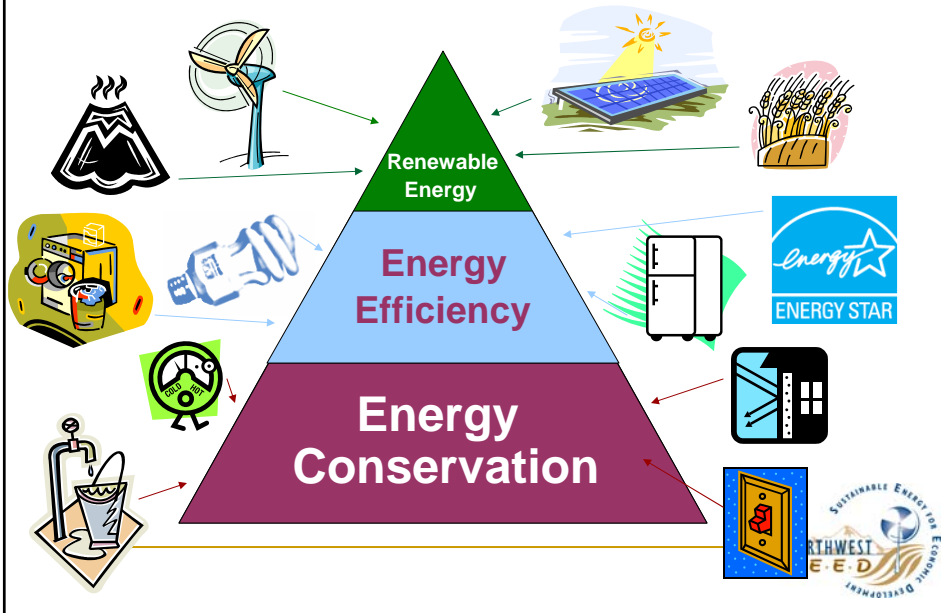 Renewable
Energy
Energy
Efficiency
energy
ENERGY STAR
COLD HOT
Energy
Conservation
SUSTAINABLE ENERGY FOR ECONOMIC DEVELOPMENT
RTHWEST
E·E·D